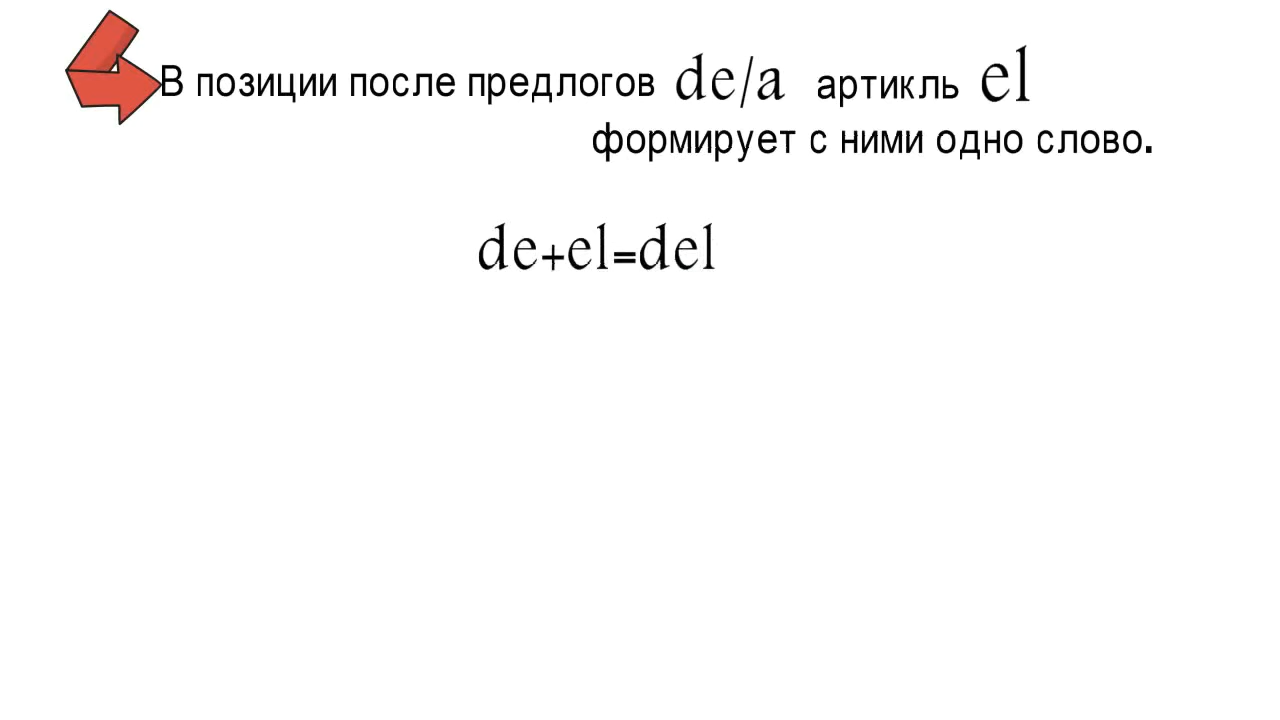 В позиции после предлогов de/a артикль el
формирует с ними одно слово.
de+el=del